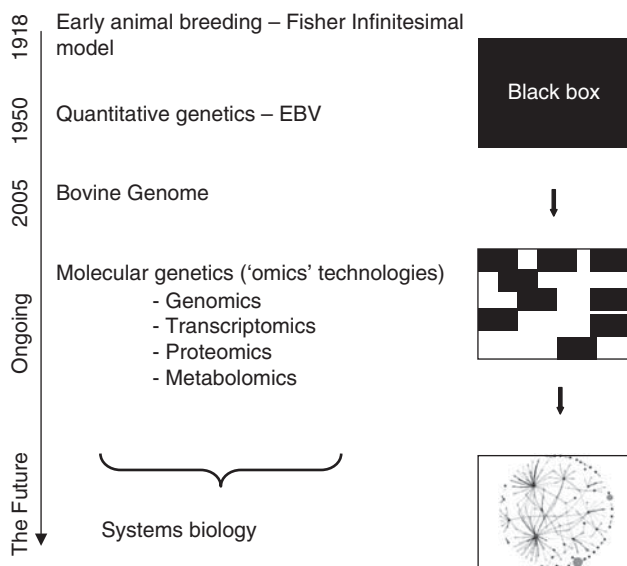 1918
Early animal breeding – Fisher Infinitesimal
model
Black box
1950
Quantitative genetics – EBV
2005
Bovine Genome
Ongoing
Molecular genetics (‘omics’ technologies)
- Genomics
- Transcriptomics
- Proteomics
- Metabolomics
The Future
Systems biology